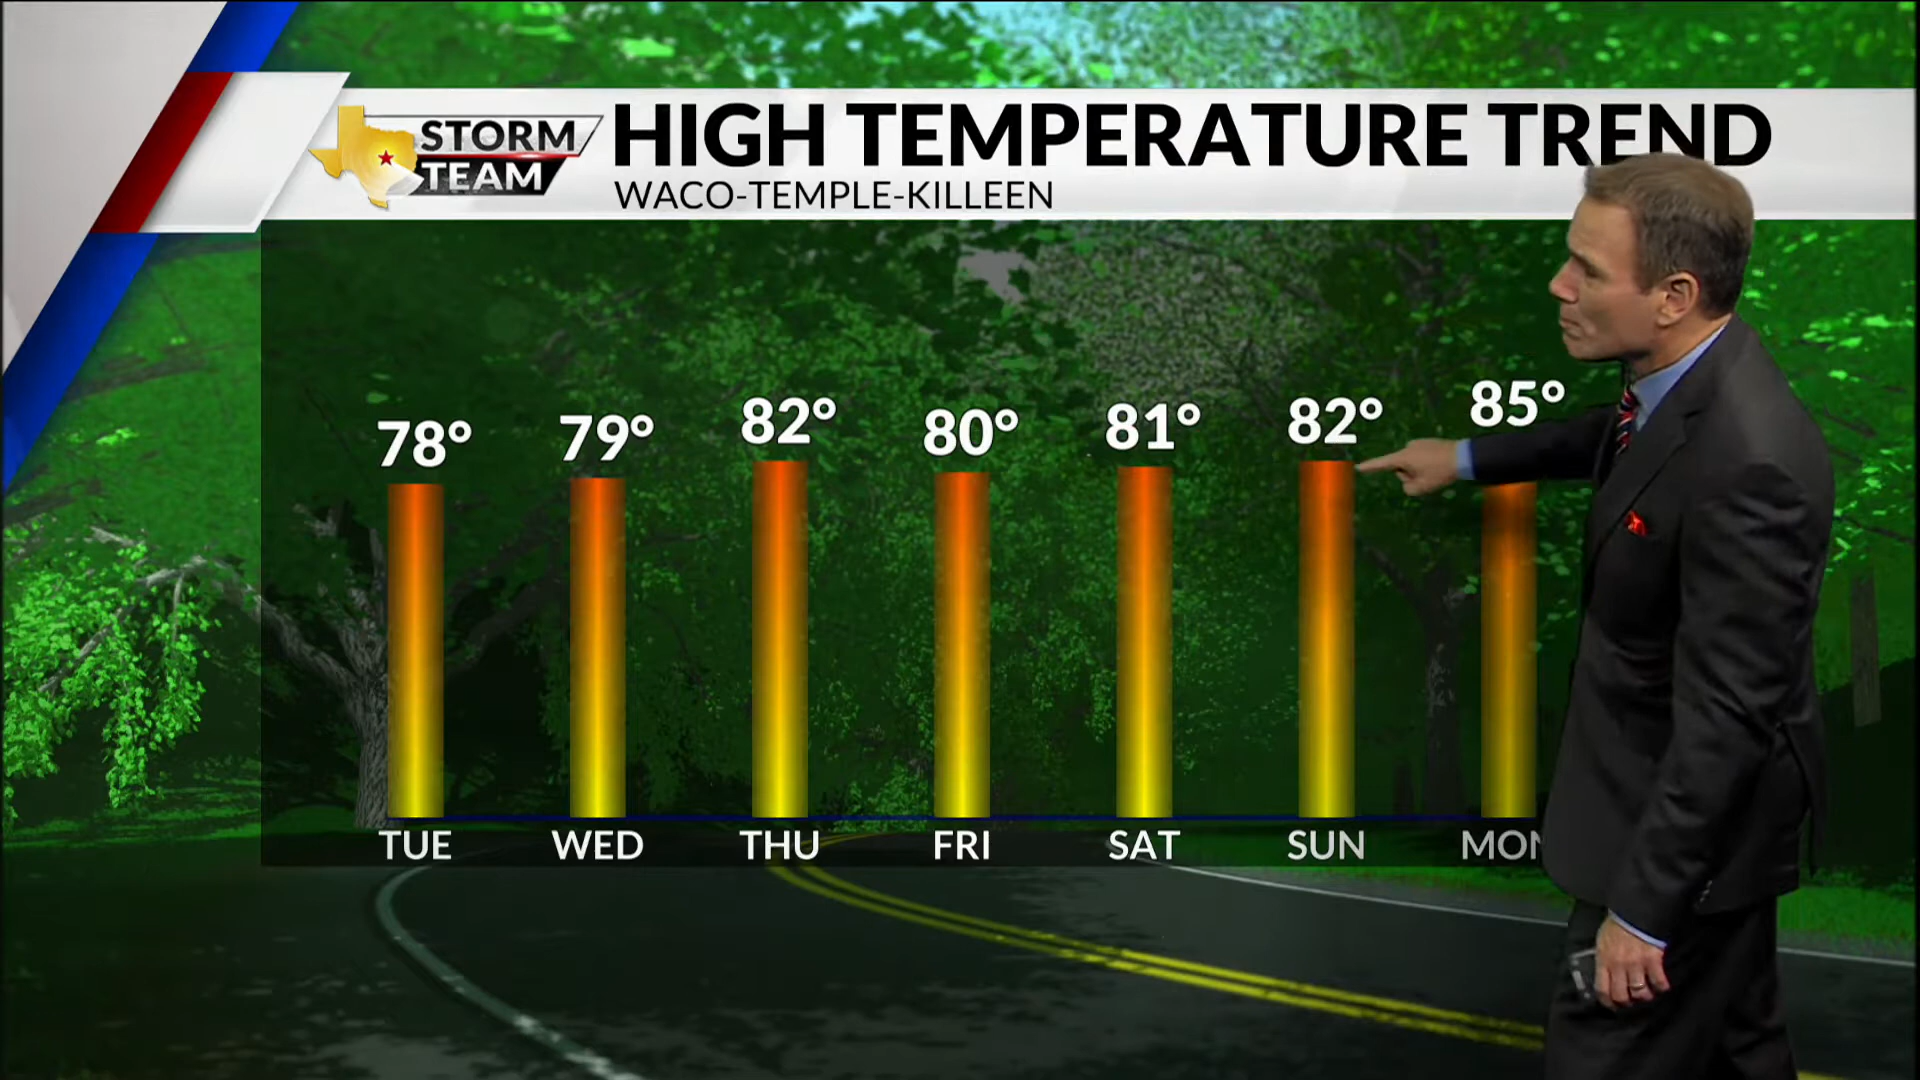 STORM
TEAM
HIGH TEMPERATURE TREND
WACO-TEMPLE-KILLEEN
78° 79° 82° 80° 81° 82° 85°
TUE WED THU FRI SAT SUN MON